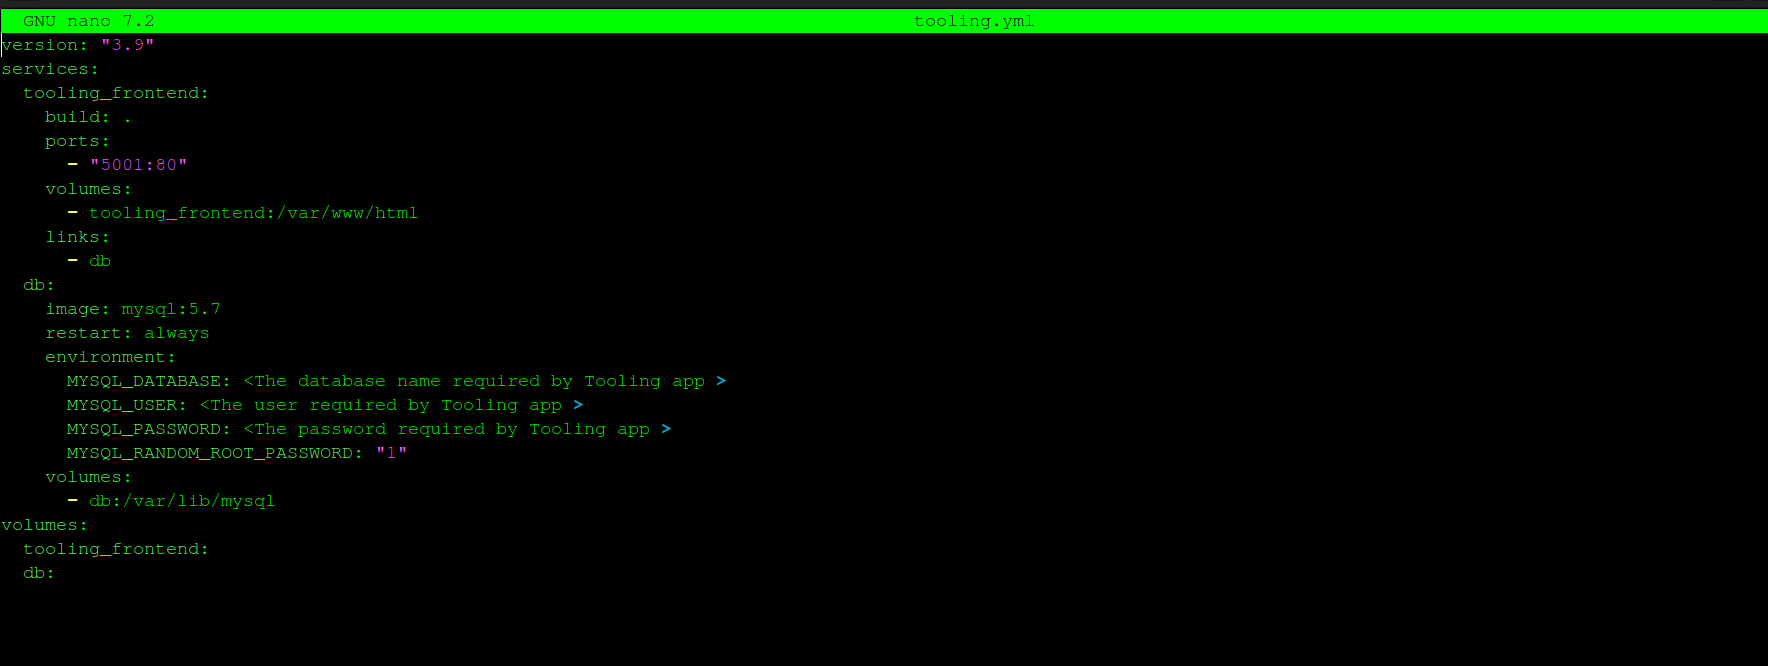 GNU nano 7.2 tooling.yml
version: "3.9"
services:
  tooling_frontend:
    build: .
    ports:
      - "5001:80"
    volumes:
      - tooling_frontend:/var/www/html
    links:
      - db
  db:
    image: mysql:5.7
    restart: always
    environment:
      MYSQL_DATABASE: <The database name required by Tooling app >
      MYSQL_USER: <The user required by Tooling app >
      MYSQL_PASSWORD: <The password required by Tooling app >
      MYSQL_RANDOM_ROOT_PASSWORD: "1"
    volumes:
      - db:/var/lib/mysql
volumes:
  tooling_frontend:
  db: